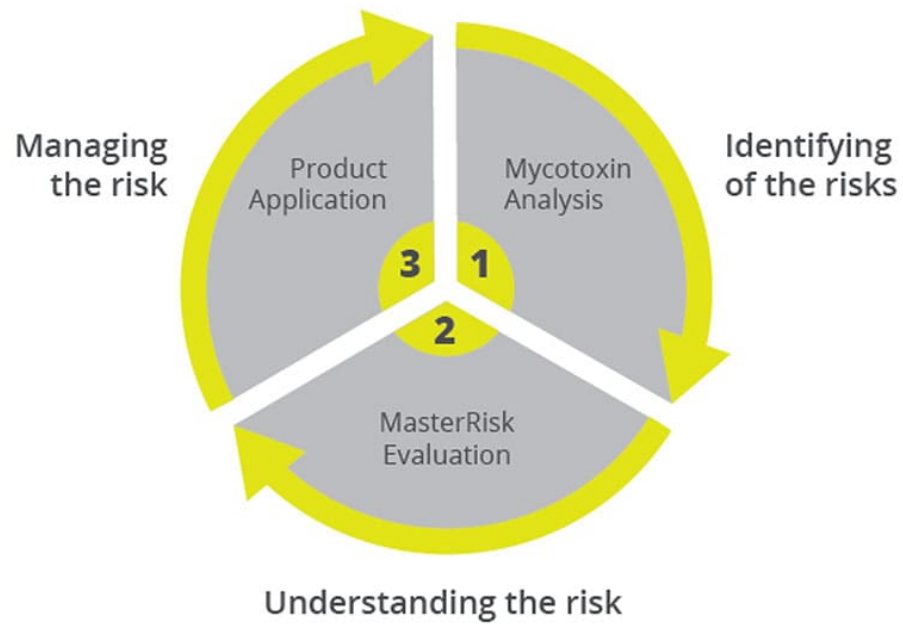 Managing
the risk
Product
Application
Mycotoxin
Analysis
Identifying
of the risks
3
1
2
MasterRisk
Evaluation
Understanding the risk